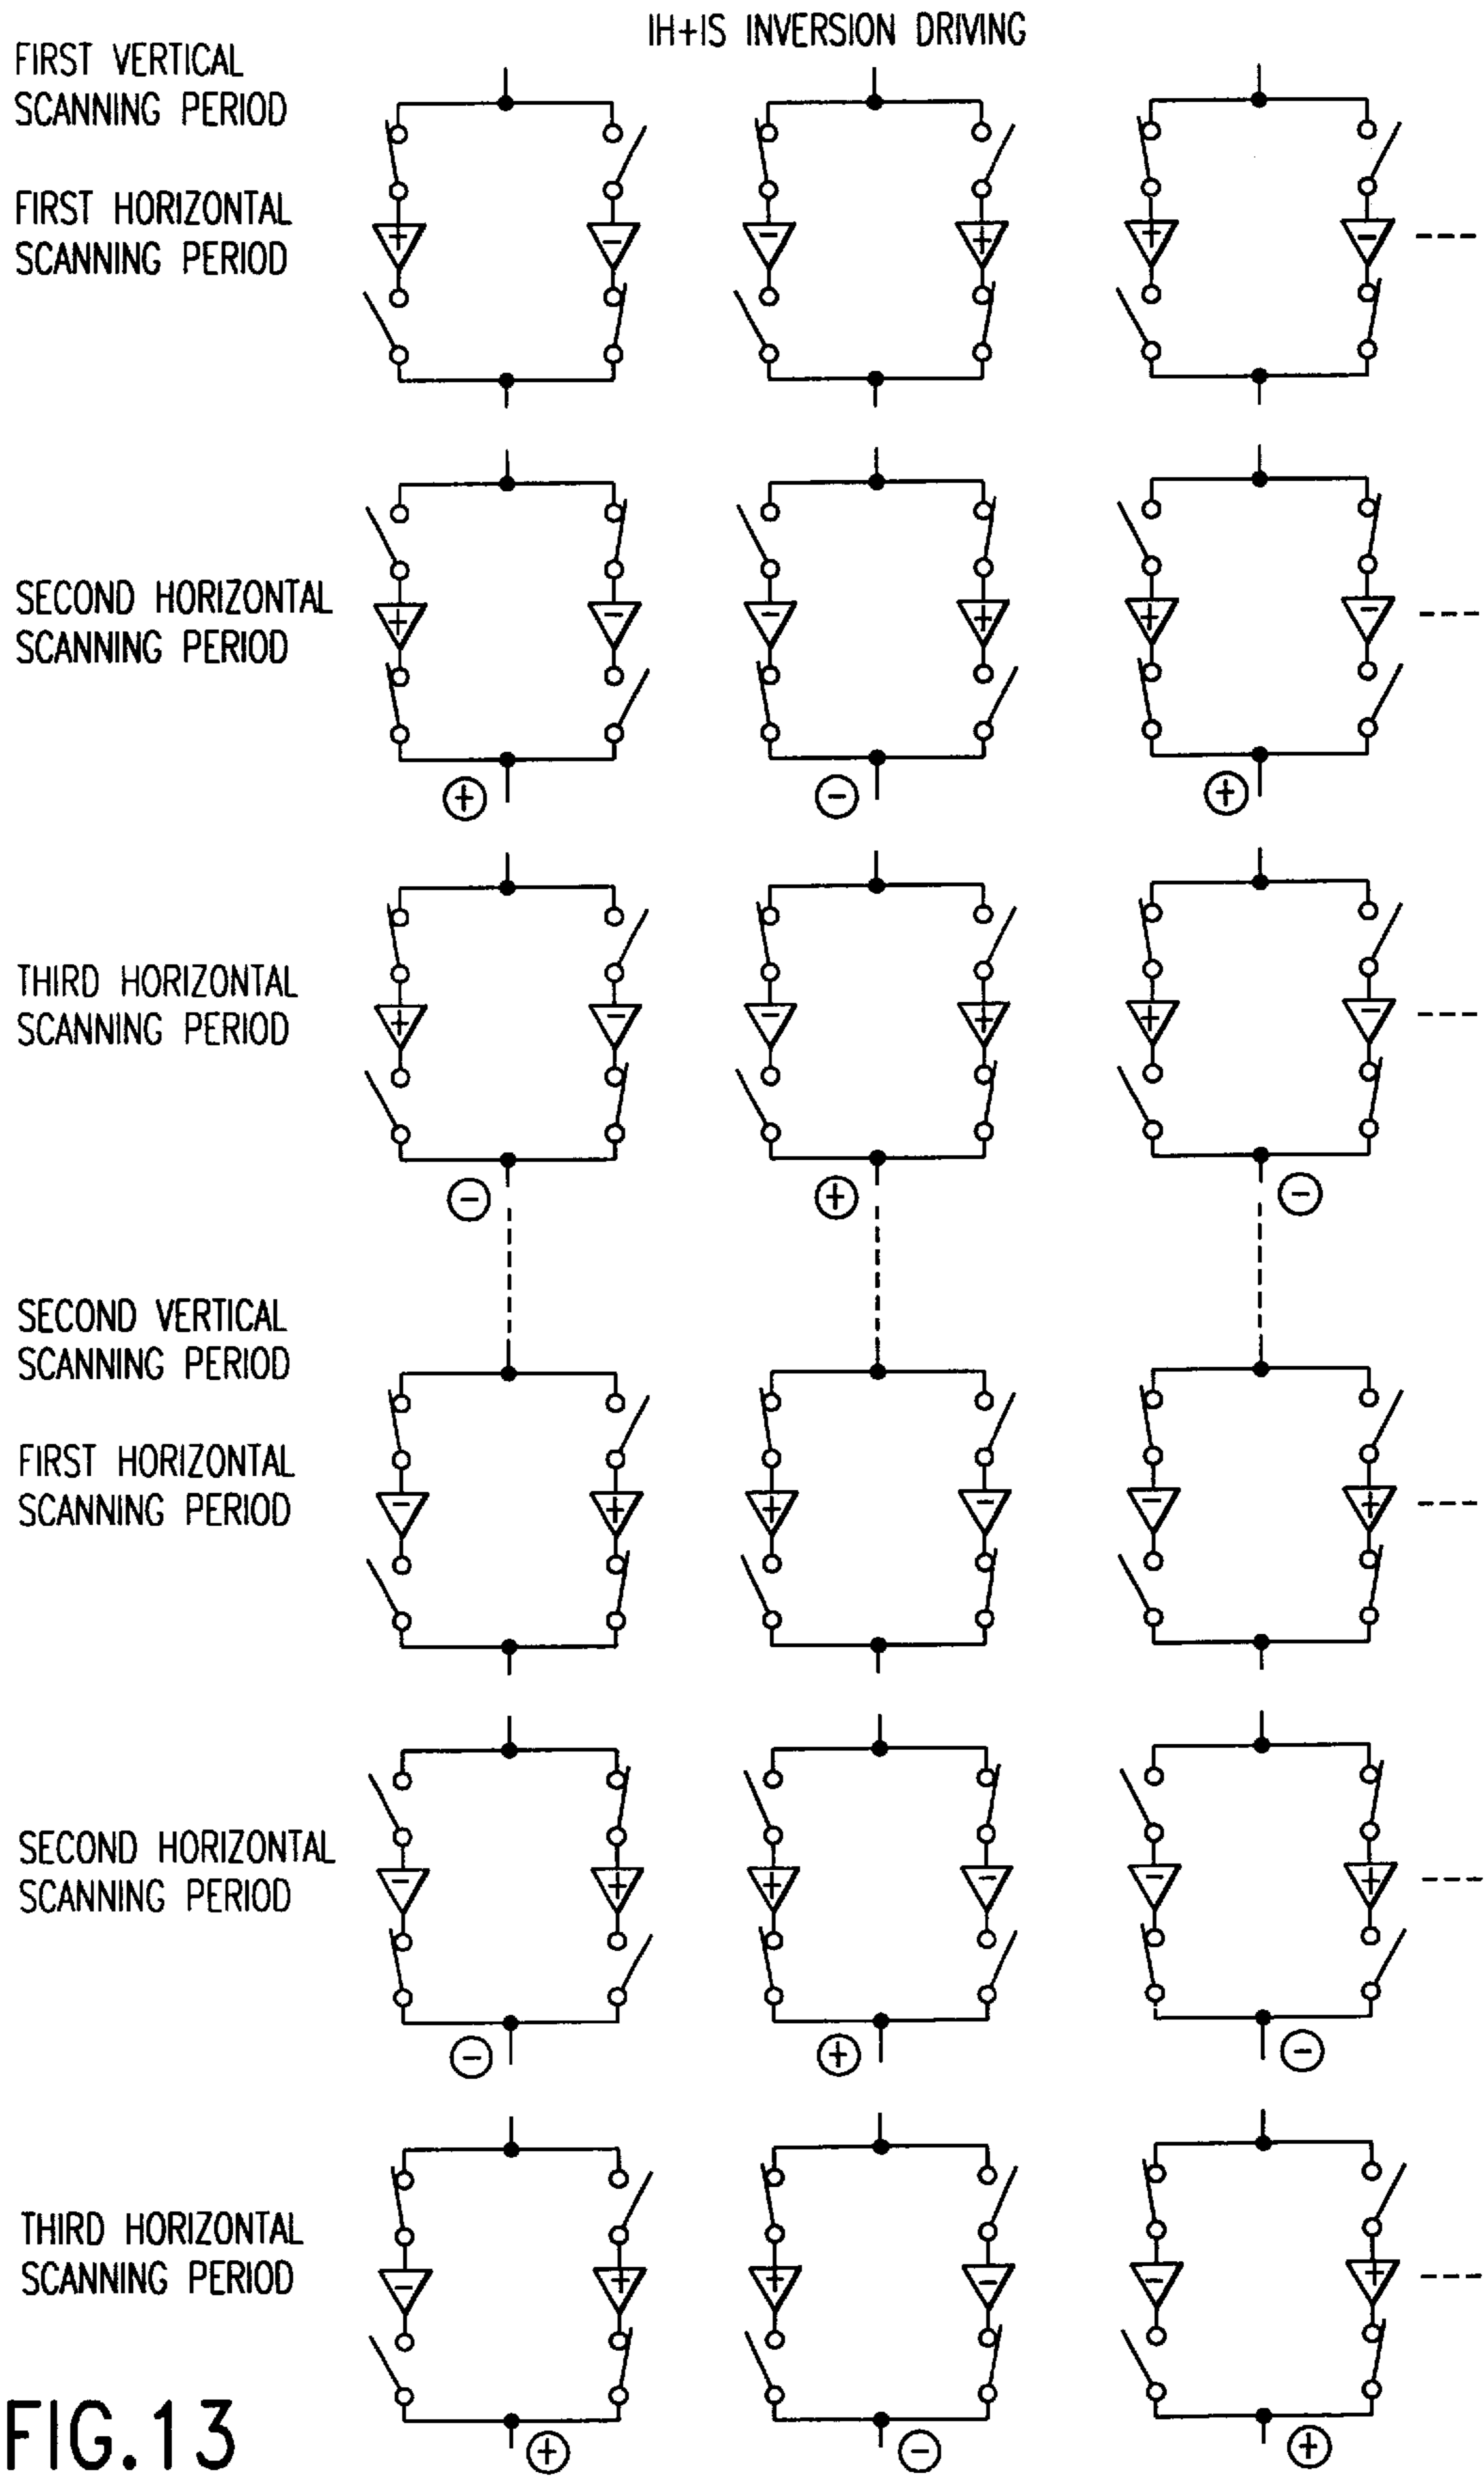 IH+IS INVERSION DRIVING
FIRST VERTICAL
SCANNING PERIOD
FIRST HORIZONTAL
SCANNING PERIOD
+ - - + + -
SECOND HORIZONTAL
SCANNING PERIOD
+ - - + + -
+ - +
THIRD HORIZONTAL
SCANNING PERIOD
+ - - + + -
- + -
SECOND VERTICAL
SCANNING PERIOD
FIRST HORIZONTAL
SCANNING PERIOD
- + + - - +
SECOND HORIZONTAL
SCANNING PERIOD
- + + - - +
- + -
THIRD HORIZONTAL
SCANNING PERIOD
- + + - - +
+ - +
FIG.13